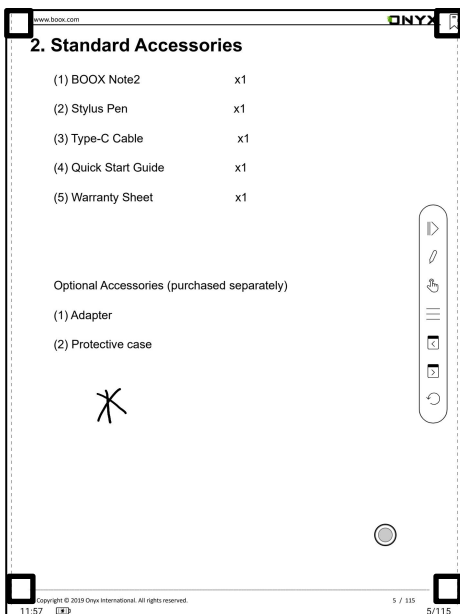 www.boox.com ONYX
2. Standard Accessories
(1) BOOX Note2 x1
(2) Stylus Pen x1
(3) Type-C Cable x1
(4) Quick Start Guide x1
(5) Warranty Sheet x1
Optional Accessories (purchased separately)
(1) Adapter
(2) Protective case
Copyright © 2019 Onyx International. All rights reserved. 5 / 115
11:57 5/115